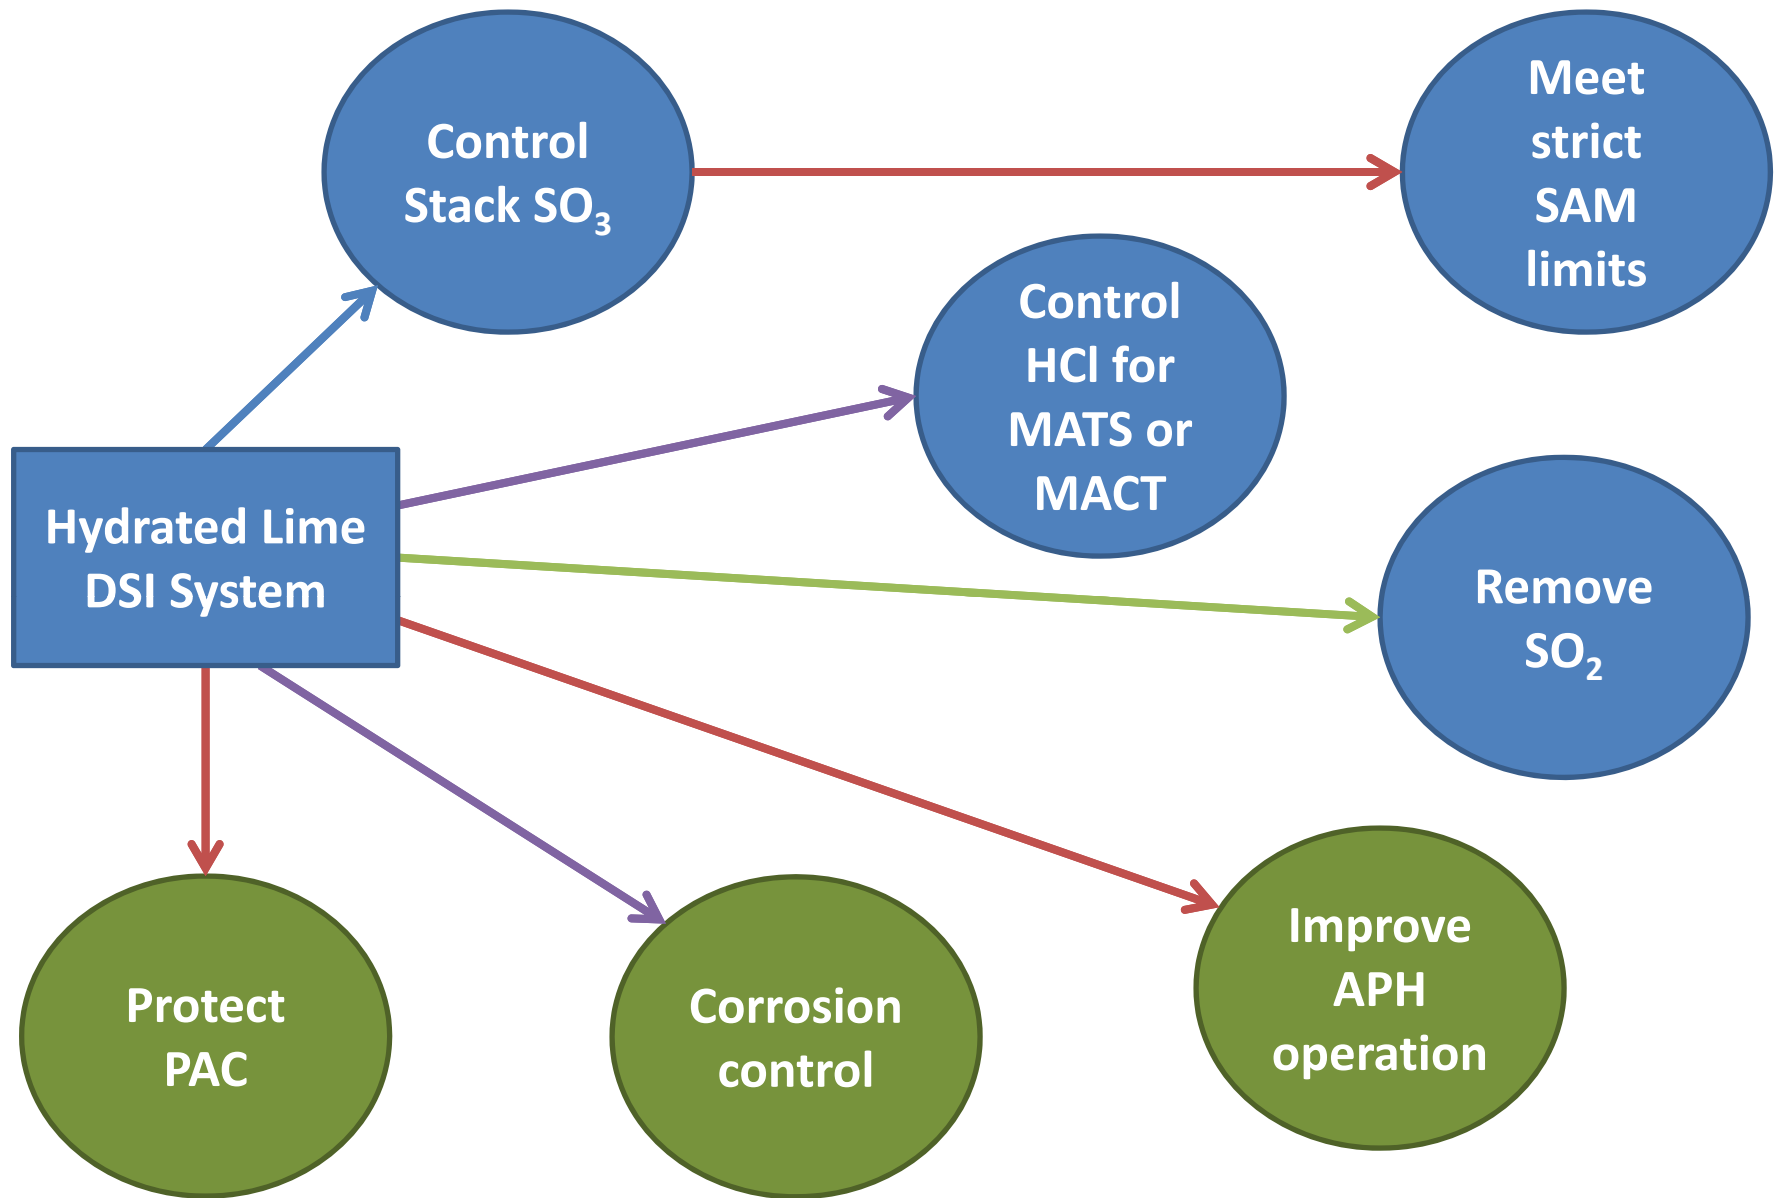 Control
Stack SO₃
Meet
strict
SAM
limits
Control
HCl for
MATS or
MACT
Hydrated Lime
DSI System
Remove
SO₂
Protect
PAC
Corrosion
control
Improve
APH
operation